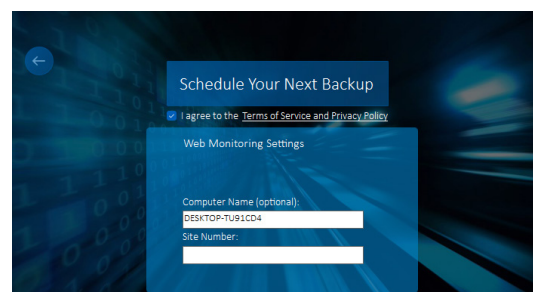 Schedule Your Next Backup
I agree to the Terms of Service and Privacy Policy
Web Monitoring Settings
Computer Name (optional):
DESKTOP-TU91CD4
Site Number: